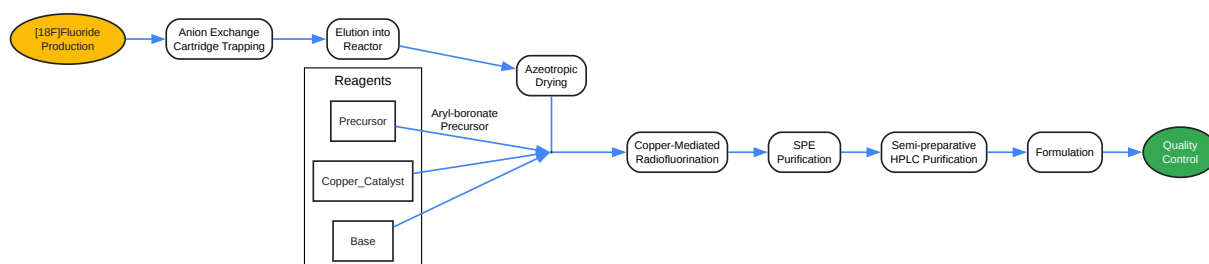 [18F]Fluoride
Production
Anion Exchange
Cartridge Trapping
Elution into
Reactor
Azeotropic
Drying
Reagents
Precursor
Aryl-boronate
Precursor
Copper_Catalyst
Base
Copper-Mediated
Radiofluorination
SPE
Purification
Semi-preparative
HPLC Purification
Formulation
Quality
Control